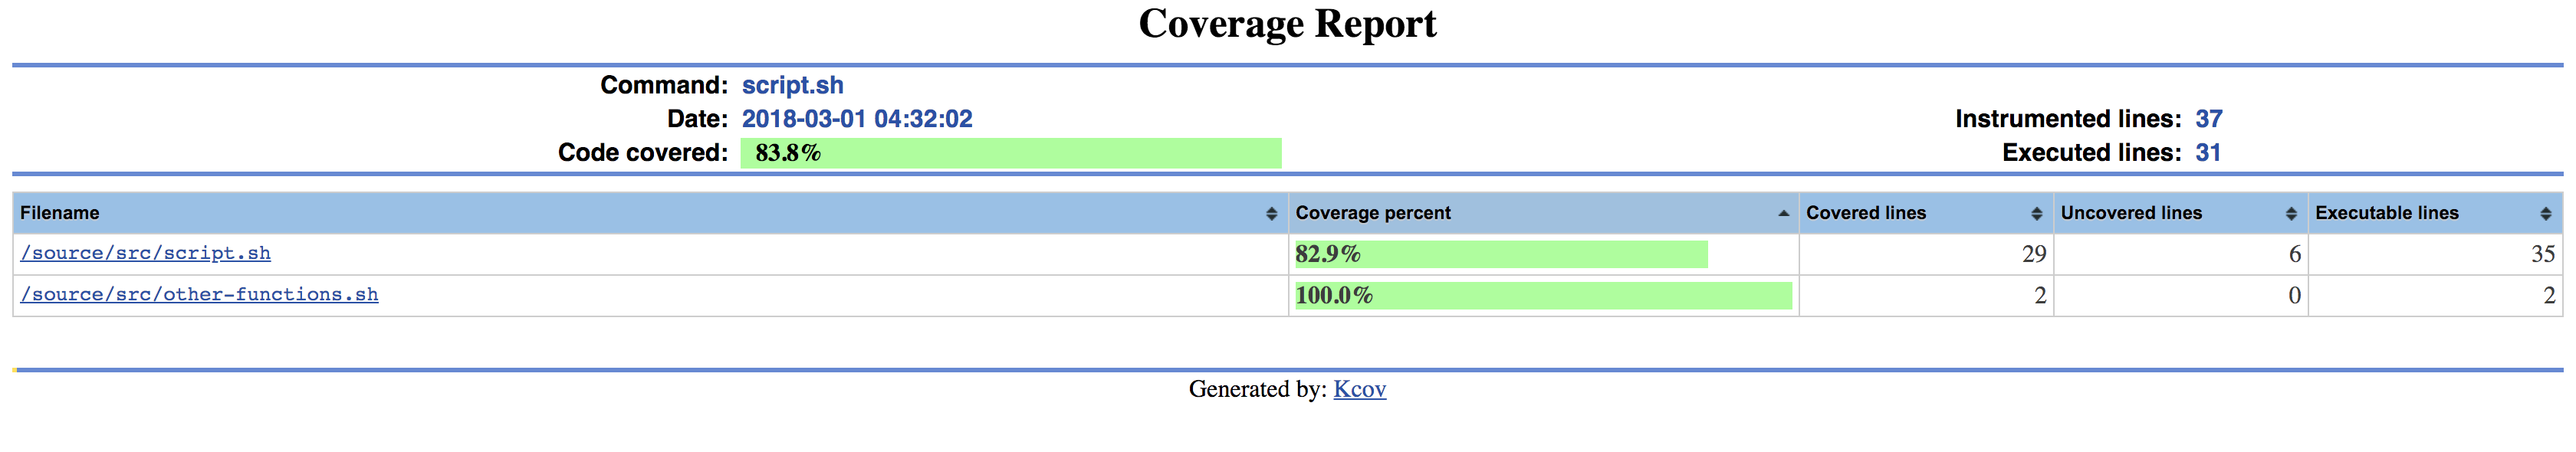 Coverage Report
Command: script.sh
Date: 2018-03-01 04:32:02 Instrumented lines: 37
Code covered: 83.8% Executed lines: 31
Filename Coverage percent Covered lines Uncovered lines Executable lines
/source/src/script.sh 82.9% 29 6 35
/source/src/other-functions.sh 100.0% 2 0 2
Generated by: Kcov